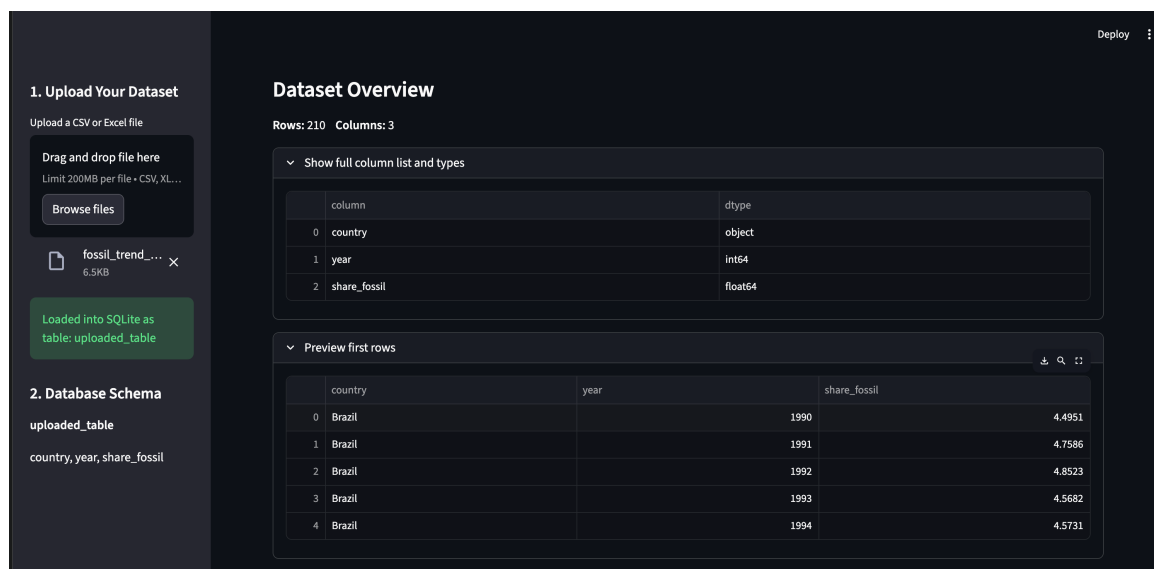 Deploy
1. Upload Your Dataset
Upload a CSV or Excel file
Drag and drop file here
Limit 200MB per file • CSV, XL...
Browse files
fossil_trend_...
6.5KB
Loaded into SQLite as
table: uploaded_table
2. Database Schema
uploaded_table
country, year, share_fossil
Dataset Overview
Rows: 210 Columns: 3
Show full column list and types
column dtype
0 country object
1 year int64
2 share_fossil float64
Preview first rows
country year share_fossil
0 Brazil 1990 4.4951
1 Brazil 1991 4.7586
2 Brazil 1992 4.8523
3 Brazil 1993 4.5682
4 Brazil 1994 4.5731